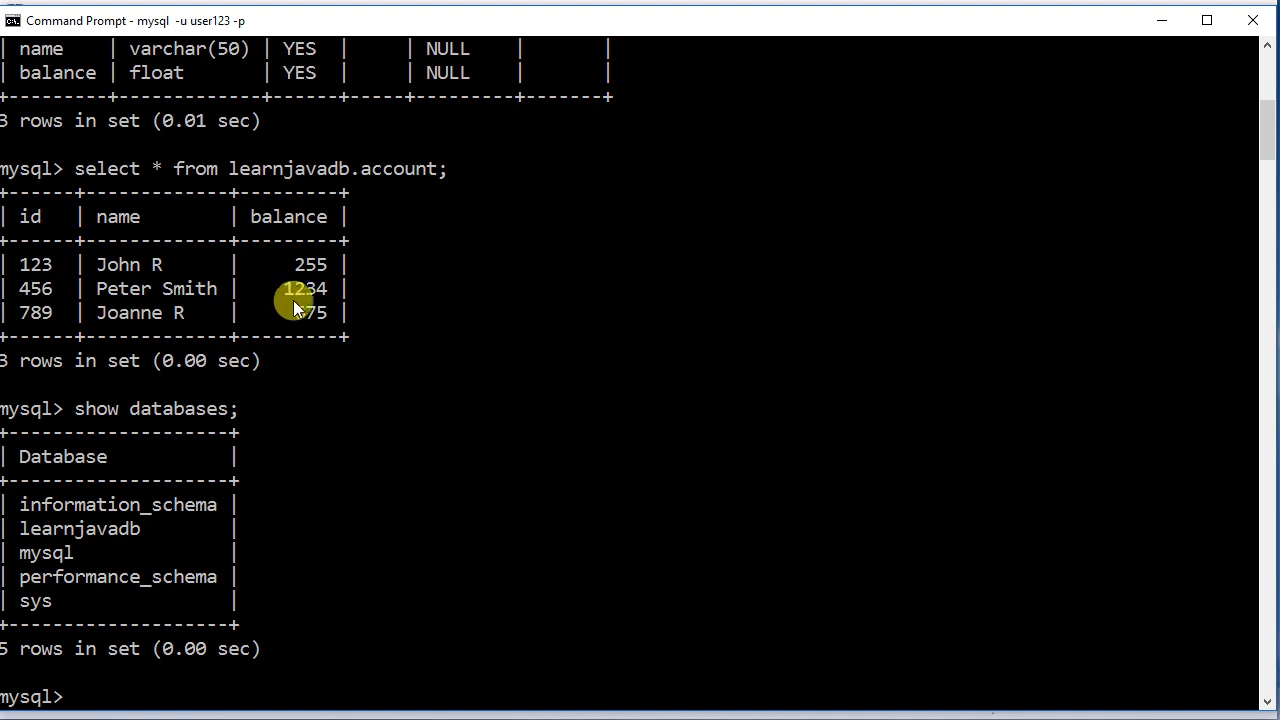 Command Prompt - mysql -u user123 -p
| name    | varchar(50) | YES  |     | NULL    |       |
| balance | float       | YES  |     | NULL    |       |
+---------+-------------+------+-----+---------+-------+
3 rows in set (0.01 sec)
mysql> select * from learnjavadb.account;
+------+-------------+---------+
| id   | name        | balance |
+------+-------------+---------+
| 123  | John R      |     255 |
| 456  | Peter Smith |    1234 |
| 789  | Joanne R    |      75 |
+------+-------------+---------+
3 rows in set (0.00 sec)
mysql> show databases;
+--------------------+
| Database           |
+--------------------+
| information_schema |
| learnjavadb        |
| mysql              |
| performance_schema |
| sys                |
+--------------------+
5 rows in set (0.00 sec)
mysql>